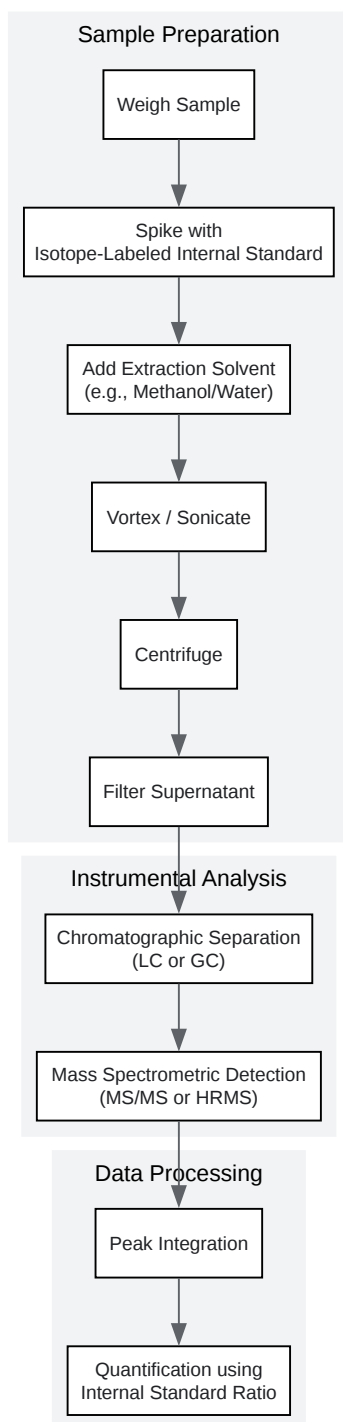 Sample Preparation
Weigh Sample
Spike with
Isotope-Labeled Internal Standard
Add Extraction Solvent
(e.g., Methanol/Water)
Vortex / Sonicate
Centrifuge
Filter Supernatant
Instrumental Analysis
Chromatographic Separation
(LC or GC)
Mass Spectrometric Detection
(MS/MS or HRMS)
Data Processing
Peak Integration
Quantification using
Internal Standard Ratio